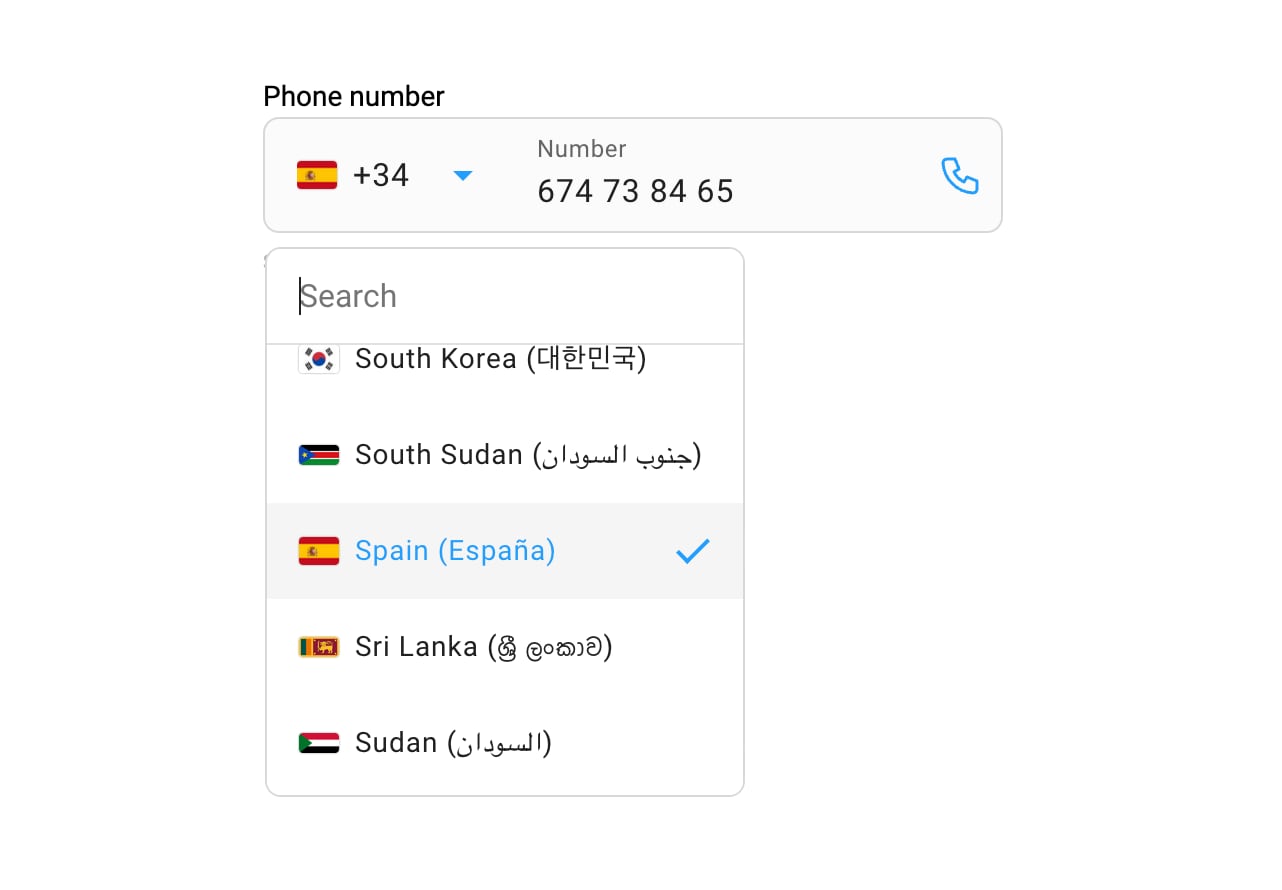 Phone number
+34
Number
674 73 84 65
Search
South Korea (대한민국)
South Sudan (جنوب السودان)
Spain (España)
Sri Lanka (ශ්‍රී ලංකාව)
Sudan (السودان)